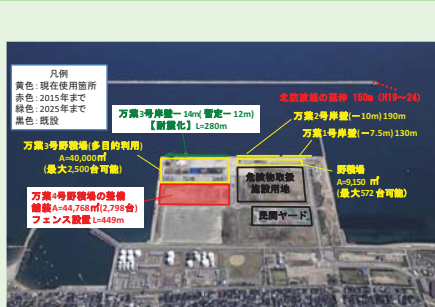 凡例
黄色：現在使用箇所
赤色：2015年まで
緑色：2025年まで
黒色：既設
北防波堤の延伸 150m (H19～24)
万葉3号岸壁－14m(暫定－12m)
【耐震化】L=280m
万葉2号岸壁(－10m) 190m
万葉1号岸壁(－7.5m) 130m
万葉3号野積場(多目的利用)
A=40,000㎡
(最大2,500台可能)
野積場
A=9,150 ㎡
(最大572台可能)
危険物取扱
施設用地
万葉4号野積場の整備
舗装A=44,768㎡(2,798台)
フェンス設置 L=449m
民間ヤード